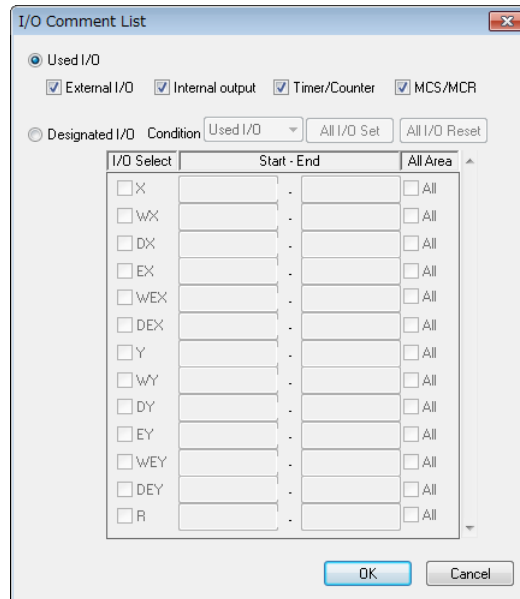 I/O Comment List
Used I/O
External I/O Internal output Timer/Counter MCS/MCR
Designated I/O Condition Used I/O All I/O Set All I/O Reset
I/O Select Start - End All Area
X - All
WX - All
DX - All
EX - All
WEX - All
DEX - All
Y - All
WY - All
DY - All
EY - All
WEY - All
DEY - All
R - All
OK Cancel